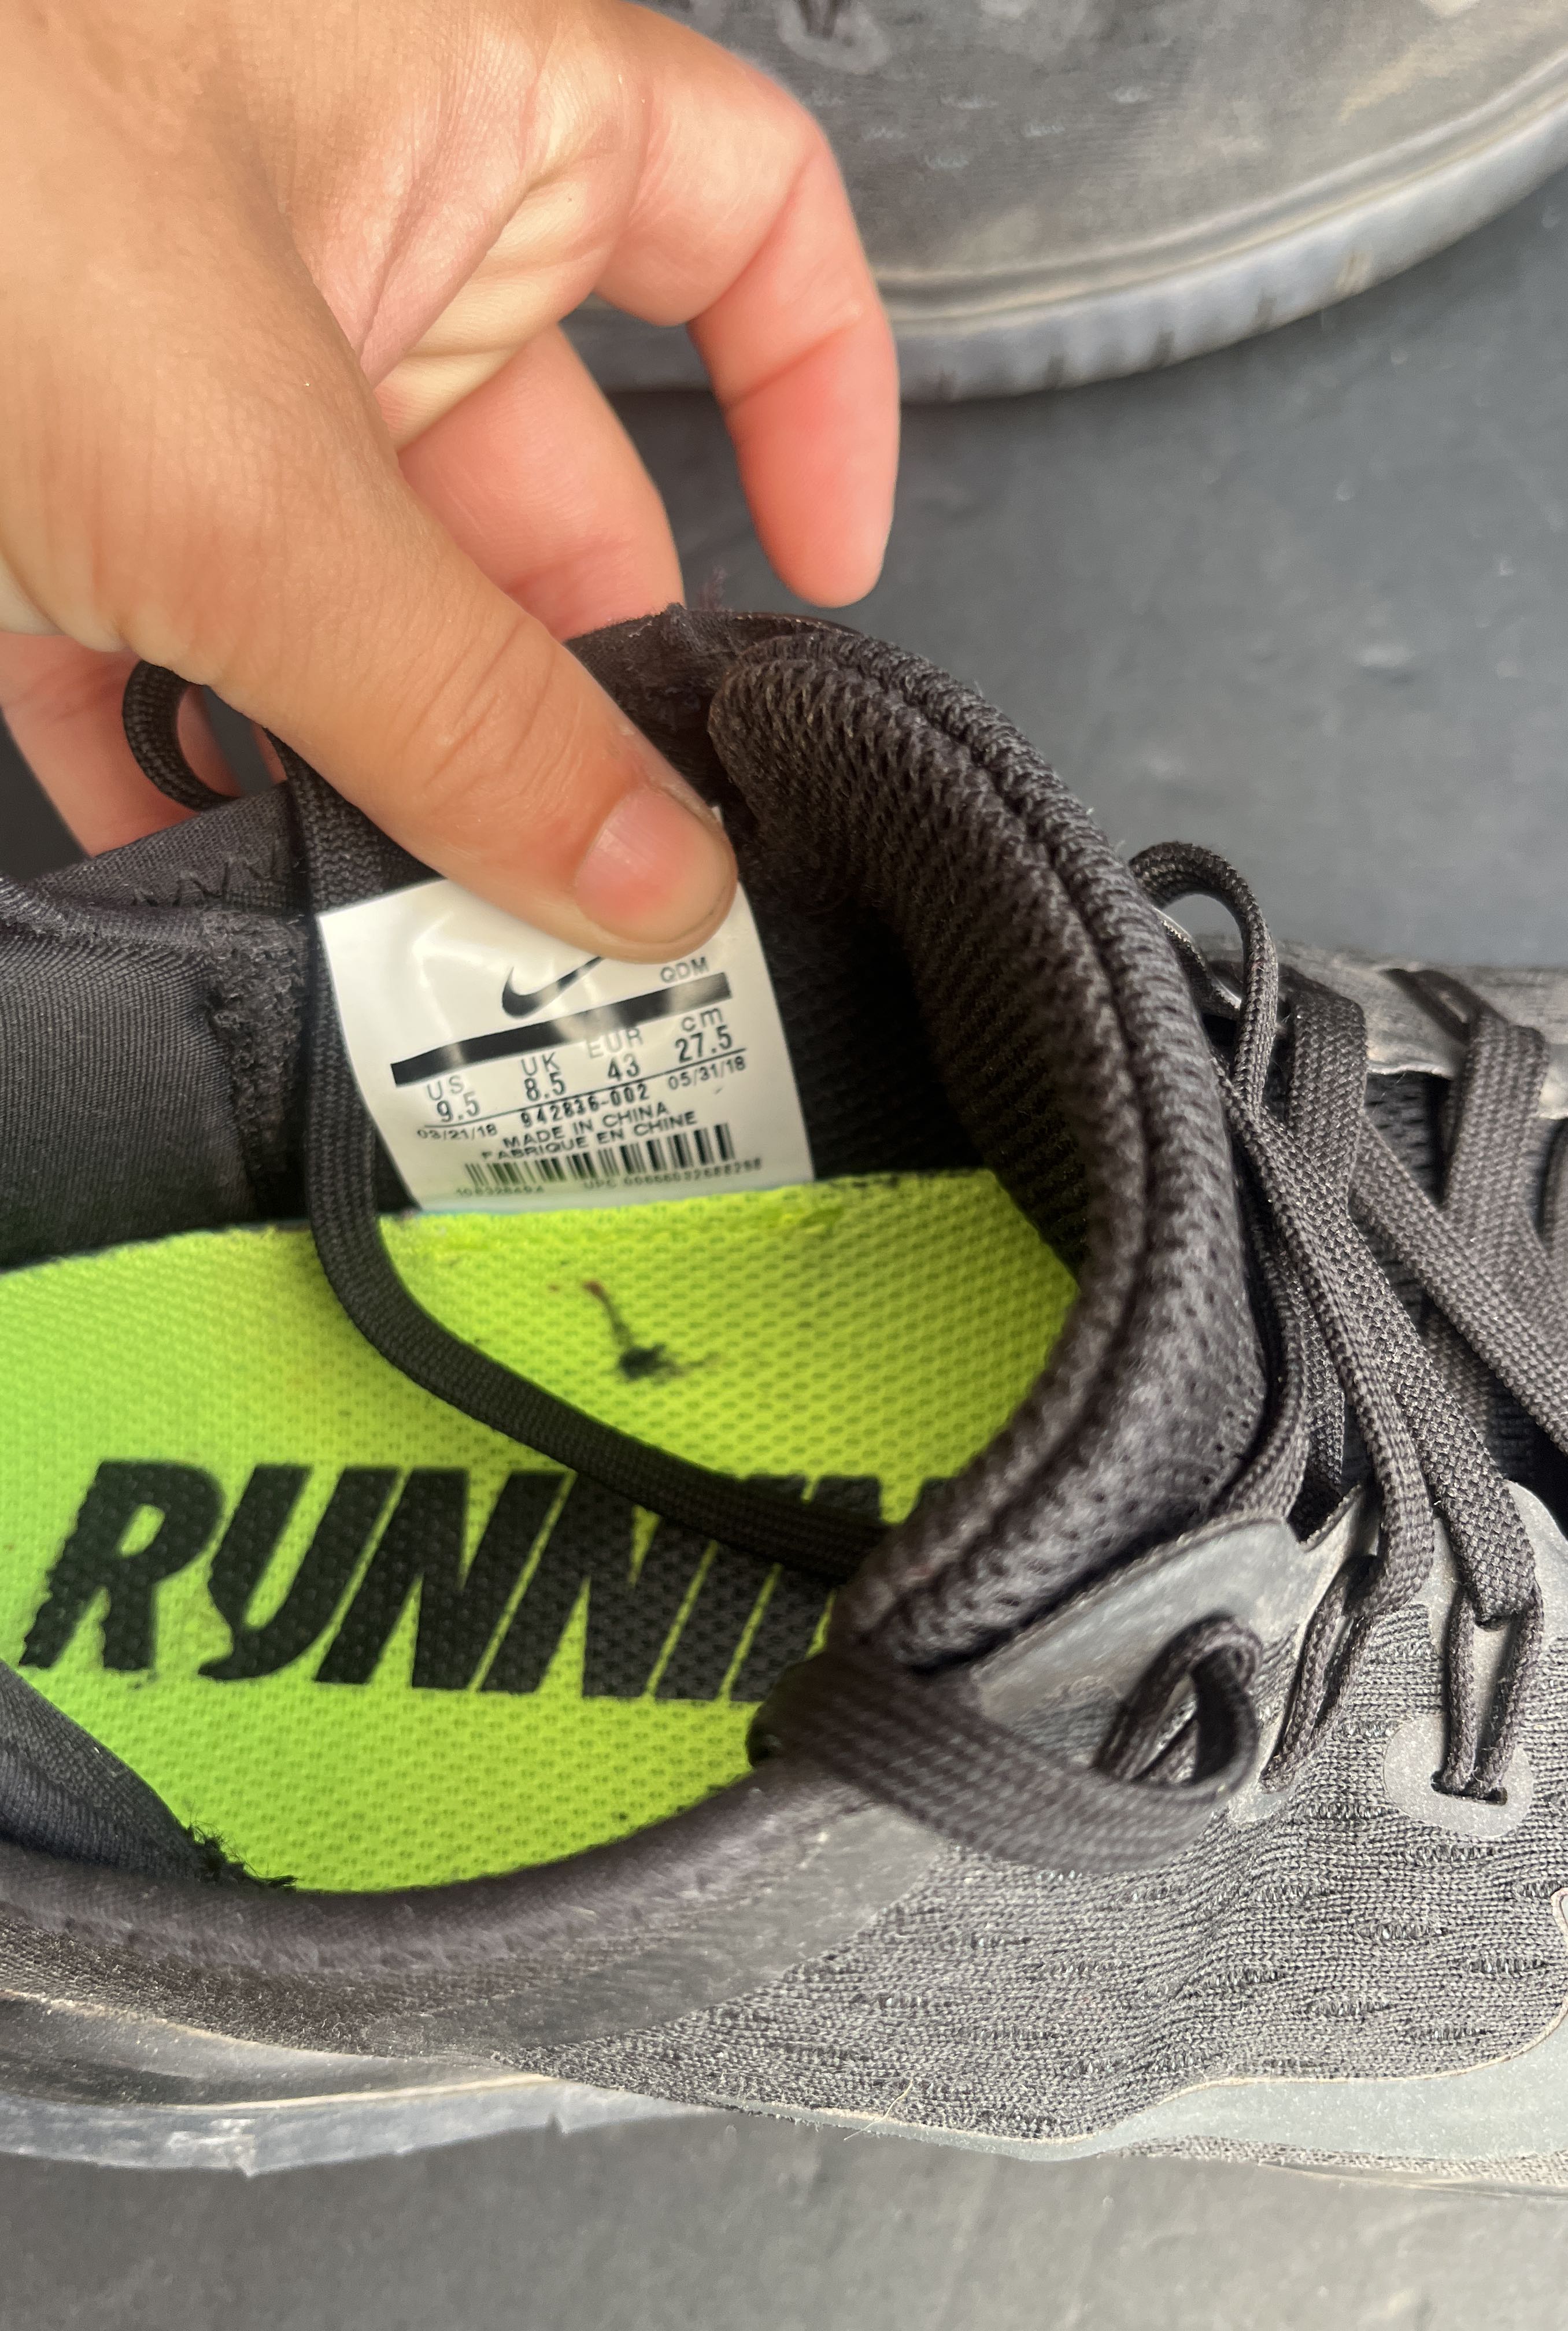 QDM
US UK EUR cm
9.5 8.5 43 27.5
03/21/18 942836-002 05/31/18
MADE IN CHINA
FABRIQUE EN CHINE
UPC
RUNNI